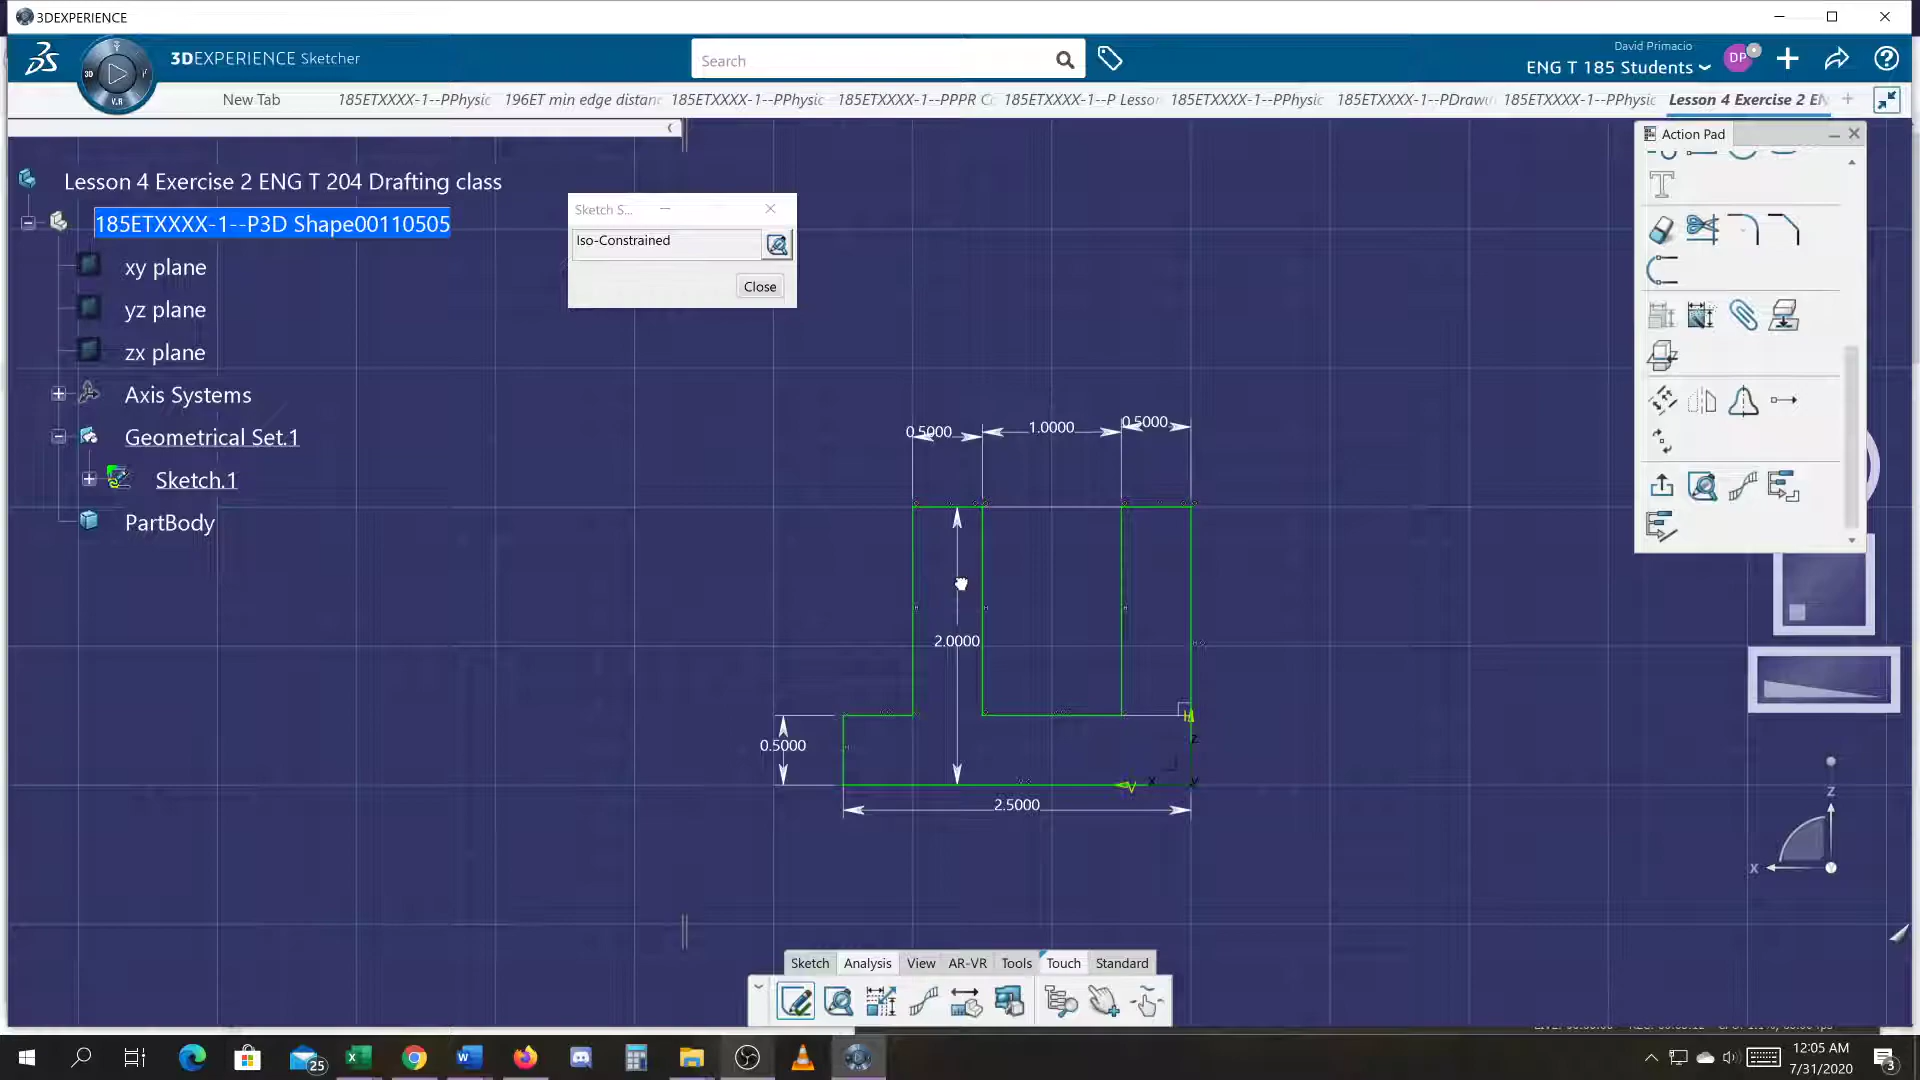 3DEXPERIENCE
3DEXPERIENCE Sketcher
Search
David Primacio
ENG T 185 Students
DP
3D
V.R
New Tab
185ETXXXX-1--PPhysic
196ET min edge distan
185ETXXXX-1--PPhysic
185ETXXXX-1--PPPR C
185ETXXXX-1--P Lesso
185ETXXXX-1--PPhysic
185ETXXXX-1--PDraw
185ETXXXX-1--PPhysic
Lesson 4 Exercise 2 EN
Action Pad
Lesson 4 Exercise 2 ENG T 204 Drafting class
185ETXXXX-1--P3D Shape00110505
xy plane
yz plane
zx plane
Axis Systems
Geometrical Set.1
Sketch.1
PartBody
Sketch S...
Iso-Constrained
Close
0.5000
1.0000
0.5000
2.0000
0.5000
2.5000
H
Z
V
X
Y
Z
X
Y
Sketch
Analysis
View
AR-VR
Tools
Touch
Standard
25
12:05 AM
7/31/2020
3